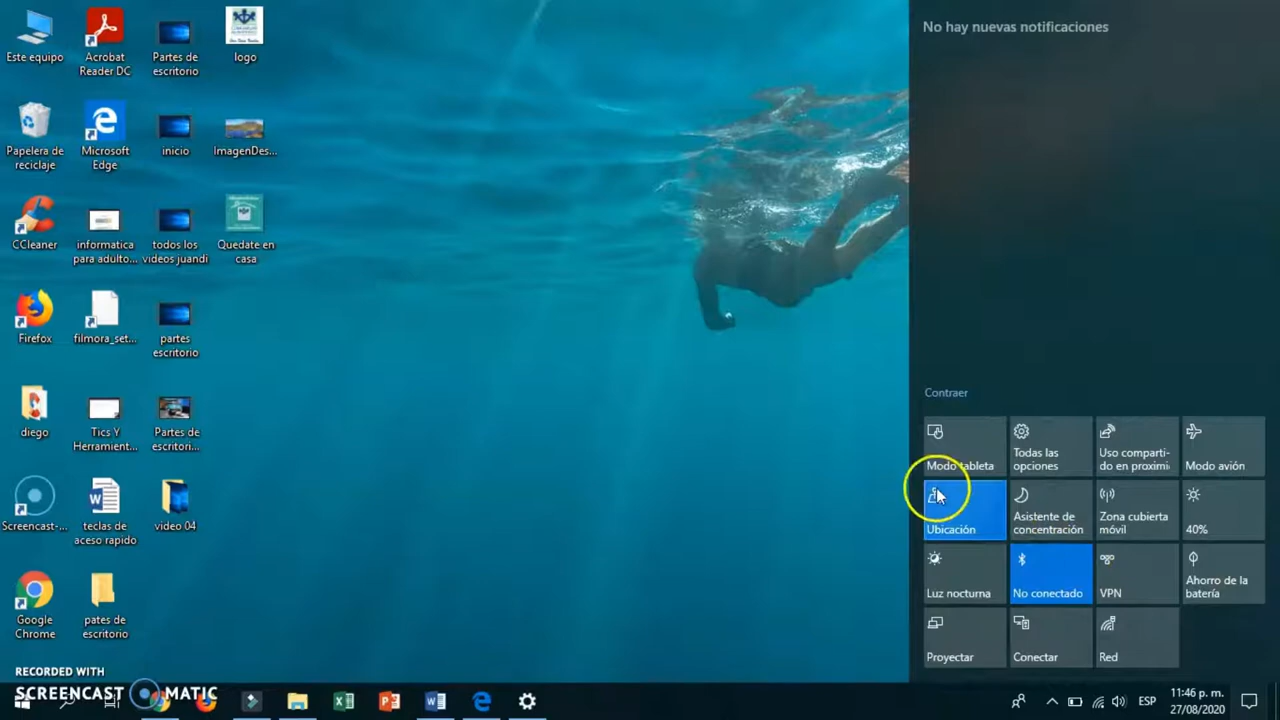 No hay nuevas notificaciones
Este equipo
Acrobat
Reader DC
Partes de
escritorio
logo
Papelera de
reciclaje
Microsoft
Edge
inicio
ImagenDes...
CCleaner
informatica
para adulto...
todos los
videos juandi
Quedate en
casa
Firefox
filmora_set...
partes
escritorio
diego
Tics Y
Herramient...
Partes de
escritori...
Screencast-...
teclas de
aceso rapido
video 04
Google
Chrome
pates de
escritorio
Contraer
Modo tableta
Todas las
opciones
Uso comparti-
do en proximi
Modo avión
Ubicación
Asistente de
concentración
Zona cubierta
móvil
40%
Luz nocturna
No conectado
VPN
Ahorro de la
batería
Proyectar
Conectar
Red
RECORDED WITH
SCREENCAST MATIC
ESP
11:46 p. m.
27/08/2020